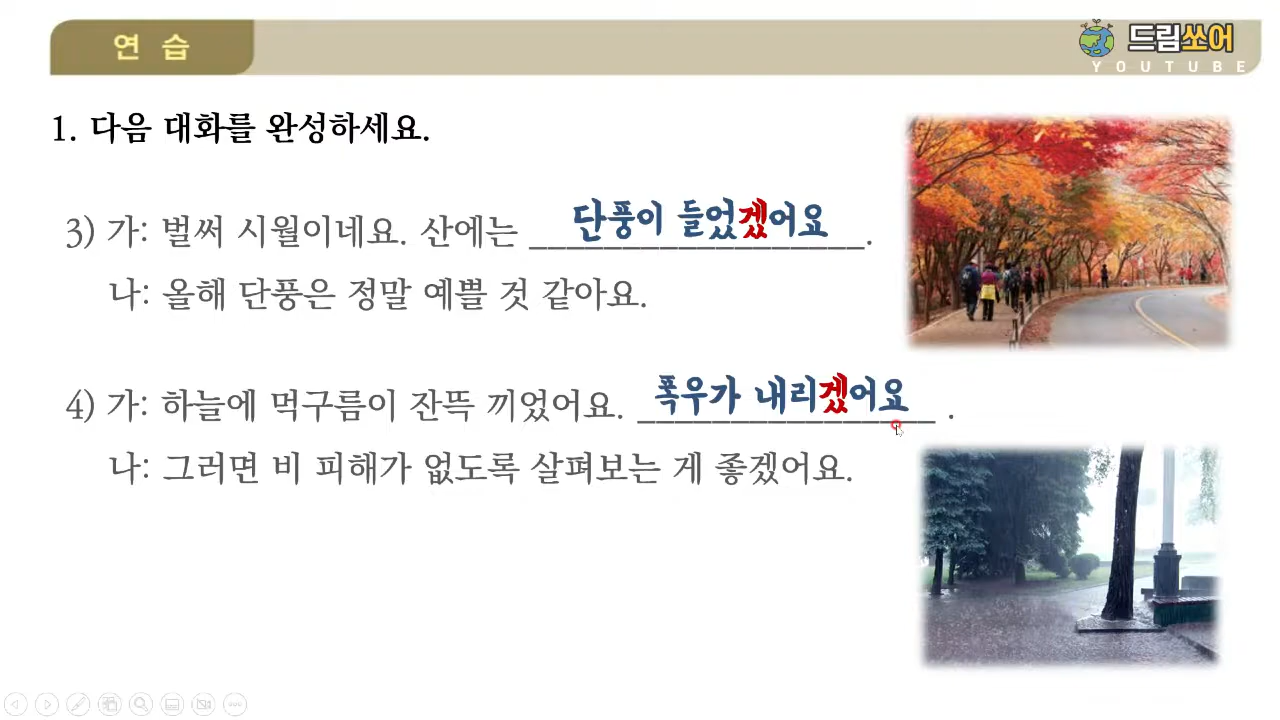 연 습
드림쏘어
YOUTUBE
1. 다음 대화를 완성하세요.
3) 가: 벌써 시월이네요. 산에는 단풍이 들었겠어요.
나: 올해 단풍은 정말 예쁠 것 같아요.
4) 가: 하늘에 먹구름이 잔뜩 끼었어요. 폭우가 내리겠어요.
나: 그러면 비 피해가 없도록 살펴보는 게 좋겠어요.